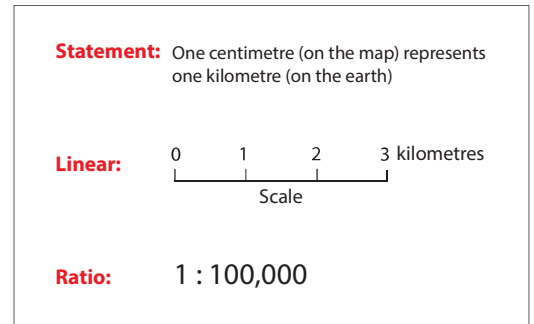 Statement: One centimetre (on the map) represents
one kilometre (on the earth)
Linear: 0 1 2 3 kilometres
Scale
Ratio: 1 : 100,000